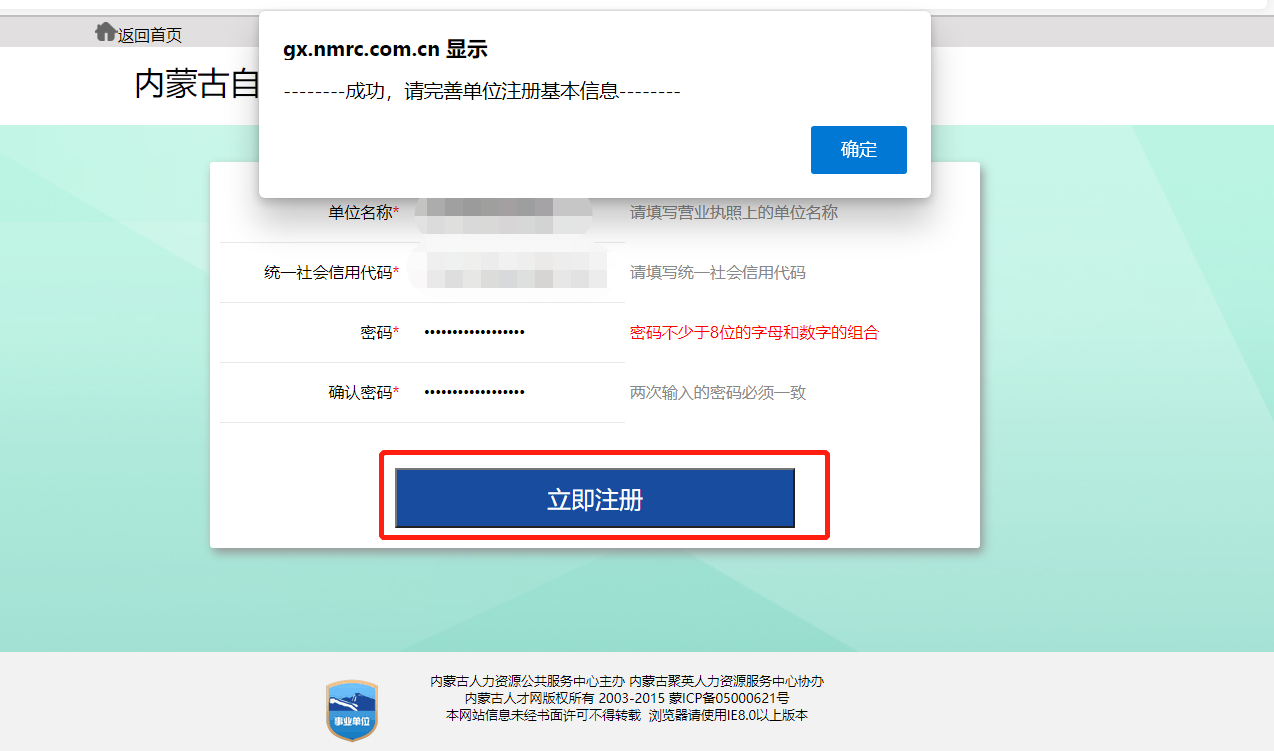 返回首页
内蒙古自
gx.nmrc.com.cn 显示
--------成功，请完善单位注册基本信息--------
确定
单位名称* 请填写营业执照上的单位名称
统一社会信用代码* 请填写统一社会信用代码
密码* •••••••••••••••••• 密码不少于8位的字母和数字的组合
确认密码* •••••••••••••••••• 两次输入的密码必须一致
立即注册
事业单位
内蒙古人力资源公共服务中心主办 内蒙古聚英人力资源服务中心协办
内蒙古人才网版权所有 2003-2015 蒙ICP备05000621号
本网站信息未经书面许可不得转载 浏览器请使用IE8.0以上版本